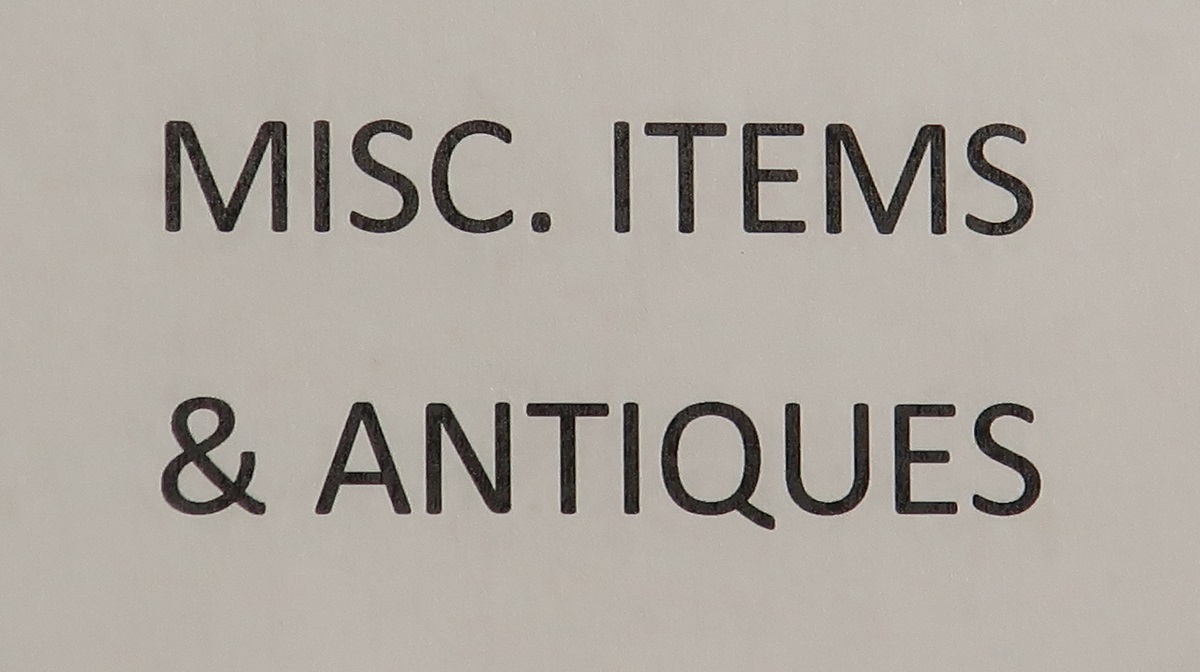 MISC. ITEMS
& ANTIQUES